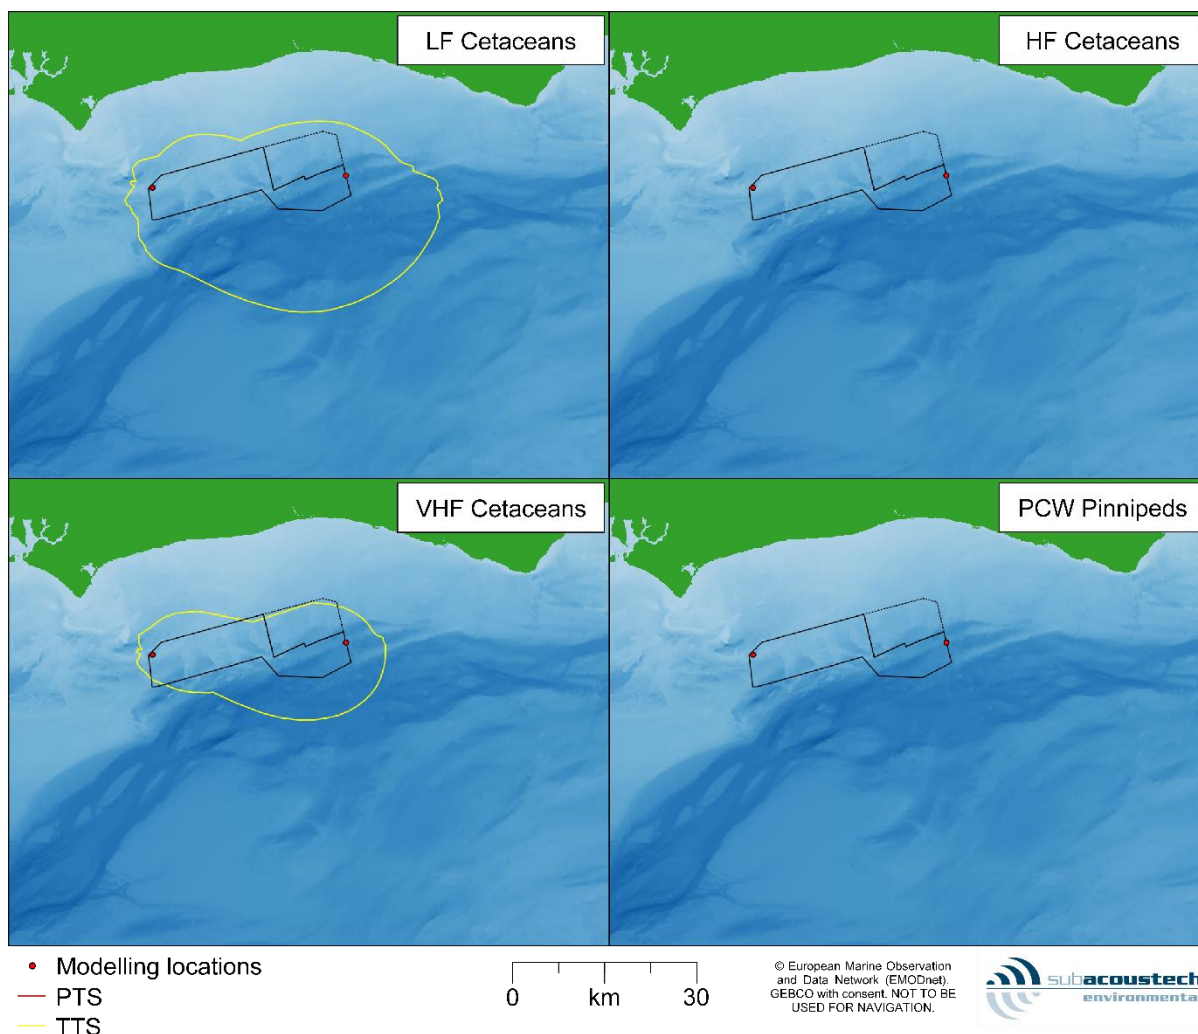 LF Cetaceans
HF Cetaceans
VHF Cetaceans
PCW Pinnipeds
Modelling locations
PTS
TTS
0 km 30
© European Marine Observation
and Data Network (EMODnet).
GEBCO with consent. NOT TO BE
USED FOR NAVIGATION.
subacoustech
environmenta